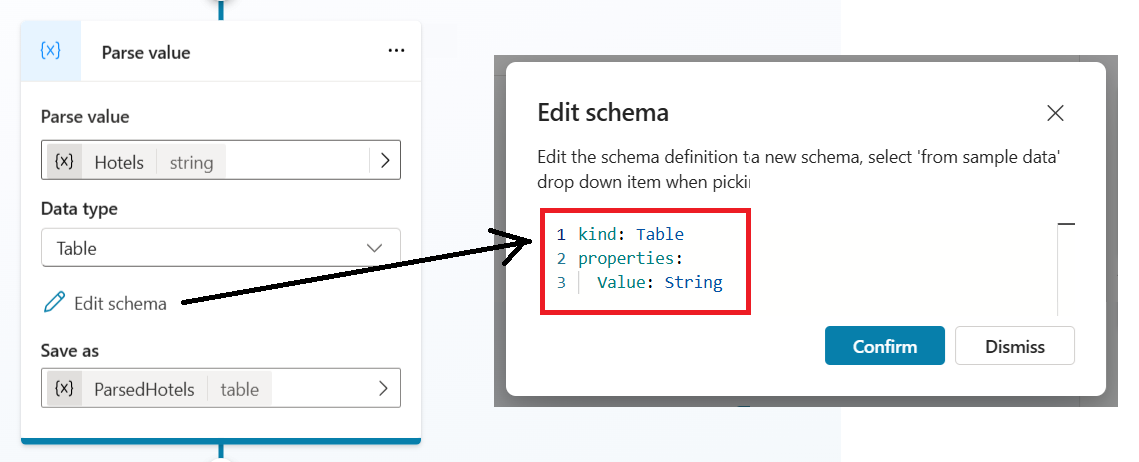 {x} Parse value ...
Parse value
{x} Hotels string
Data type
Table
Edit schema
Save as
{x} ParsedHotels table
Edit schema
Edit the schema definition ta new schema, select 'from sample data'
drop down item when
1 kind: Table
2 properties:
3 Value: String
Confirm Dismiss